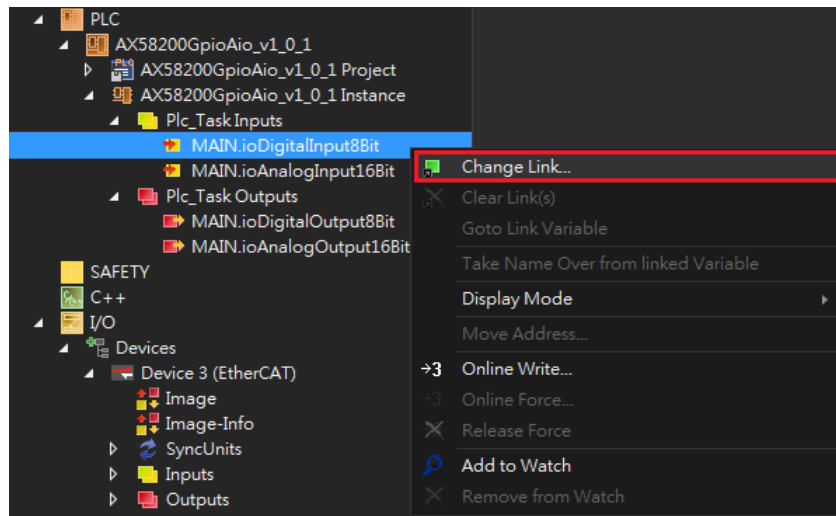 PLC
AX58200GpioAio_v1_0_1
AX58200GpioAio_v1_0_1 Project
AX58200GpioAio_v1_0_1 Instance
Plc_Task Inputs
MAIN.ioDigitalInput8Bit
MAIN.ioAnalogInput16Bit
Plc_Task Outputs
MAIN.ioDigitalOutput8Bit
MAIN.ioAnalogOutput16Bit
SAFETY
C++
I/O
Devices
Device 3 (EtherCAT)
Image
Image-Info
SyncUnits
Inputs
Outputs
Change Link...
Clear Link(s)
Goto Link Variable
Take Name Over from linked Variable
Display Mode
Move Address...
Online Write...
Online Force...
Release Force
Add to Watch
Remove from Watch